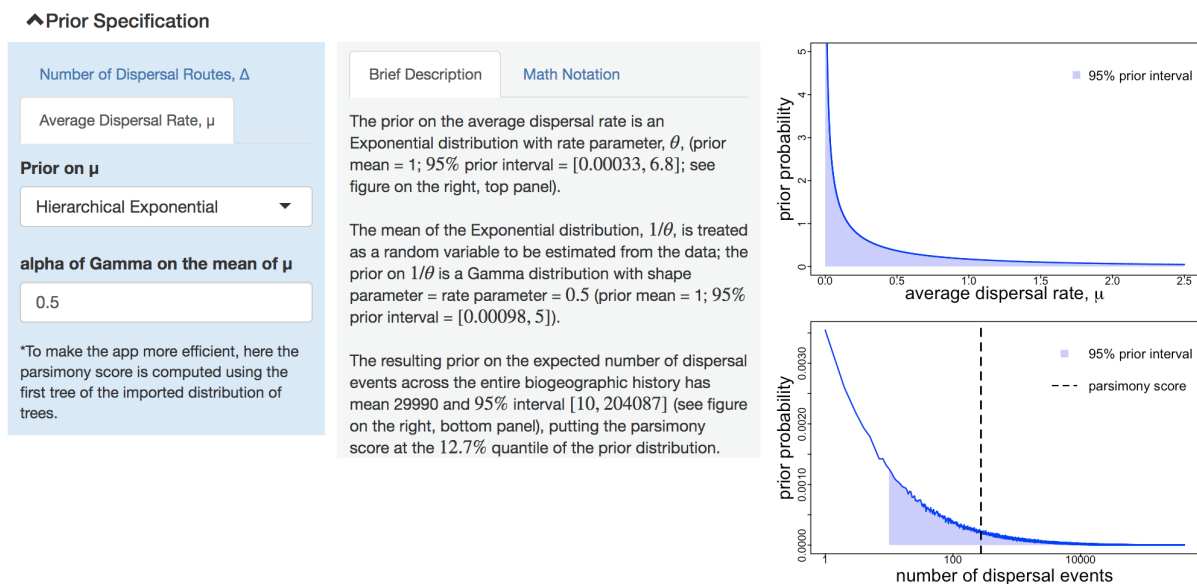 Prior Specification
Number of Dispersal Routes, Δ
Average Dispersal Rate, μ
Prior on μ
Hierarchical Exponential
alpha of Gamma on the mean of μ
0.5
*To make the app more efficient, here the
parsimony score is computed using the
first tree of the imported distribution of
trees.
Brief Description
Math Notation
The prior on the average dispersal rate is an
Exponential distribution with rate parameter, θ, (prior
mean = 1; 95% prior interval = [0.00033, 6.8]; see
figure on the right, top panel).
The mean of the Exponential distribution, 1/θ, is treated
as a random variable to be estimated from the data; the
prior on 1/θ is a Gamma distribution with shape
parameter = rate parameter = 0.5 (prior mean = 1; 95%
prior interval = [0.00098, 5]).
The resulting prior on the expected number of dispersal
events across the entire biogeographic history has
mean 29990 and 95% interval [10, 204087] (see figure
on the right, bottom panel), putting the parsimony
score at the 12.7% quantile of the prior distribution.
prior probability
5
4
3
2
1
0
95% prior interval
0.0 0.5 1.0 1.5 2.0 2.5
average dispersal rate, μ
prior probability
0.0030
0.0020
0.0010
0.0000
95% prior interval
parsimony score
1 100 10000
number of dispersal events